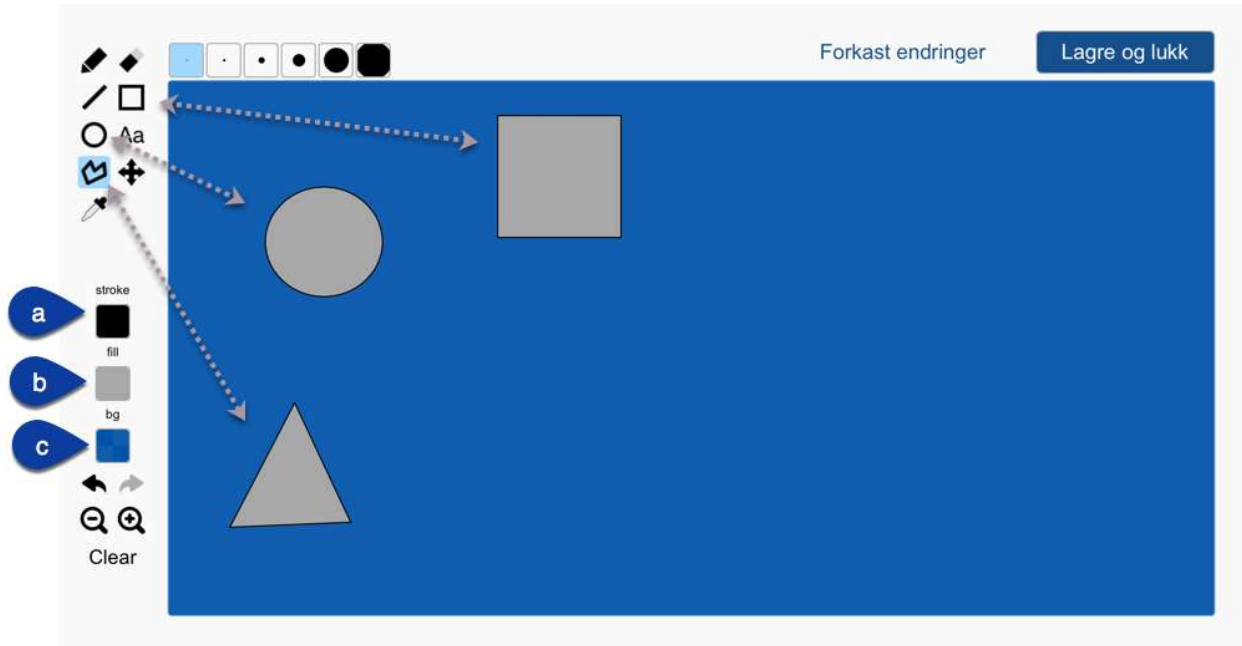 Forkast endringer
Lagre og lukk
Aa
stroke
a
fill
b
bg
c
Clear